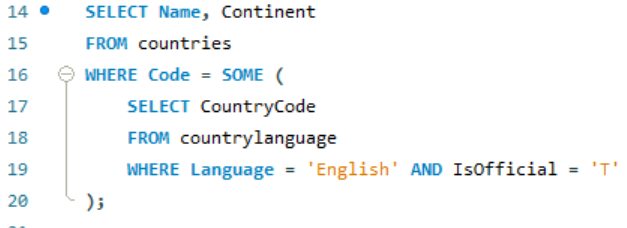 14 SELECT Name, Continent
15 FROM countries
16 WHERE Code = SOME (
17 SELECT CountryCode
18 FROM countrylanguage
19 WHERE Language = 'English' AND IsOfficial = 'T'
20 );